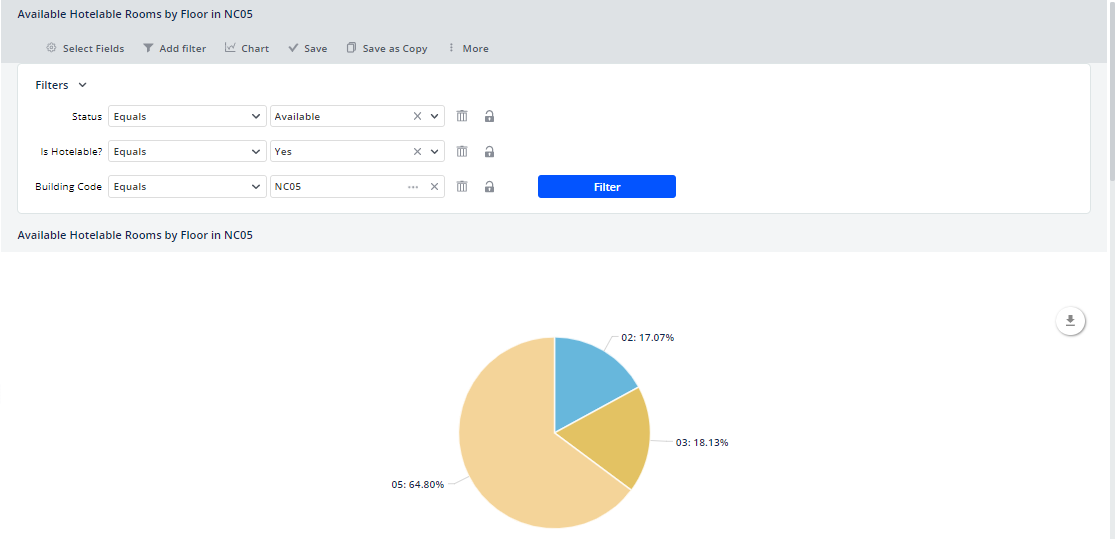 Available Hotelable Rooms by Floor in NC05
Select Fields Add filter Chart Save Save as Copy More
Filters
Status Equals Available
Is Hotelable? Equals Yes
Building Code Equals NC05 Filter
Available Hotelable Rooms by Floor in NC05
02: 17.07%
03: 18.13%
05: 64.80%